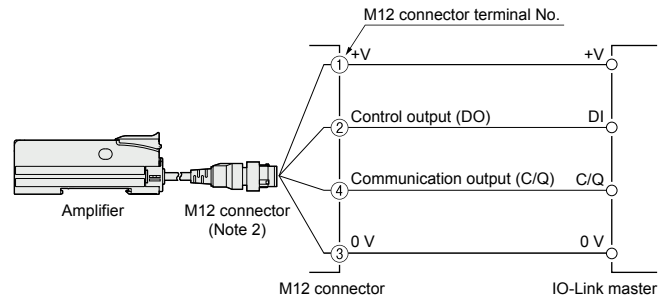 M12 connector terminal No.
1 +V +V
2 Control output (DO) DI
4 Communication output (C/Q) C/Q
3 0 V 0 V
Amplifier
M12 connector
(Note 2)
M12 connector
IO-Link master